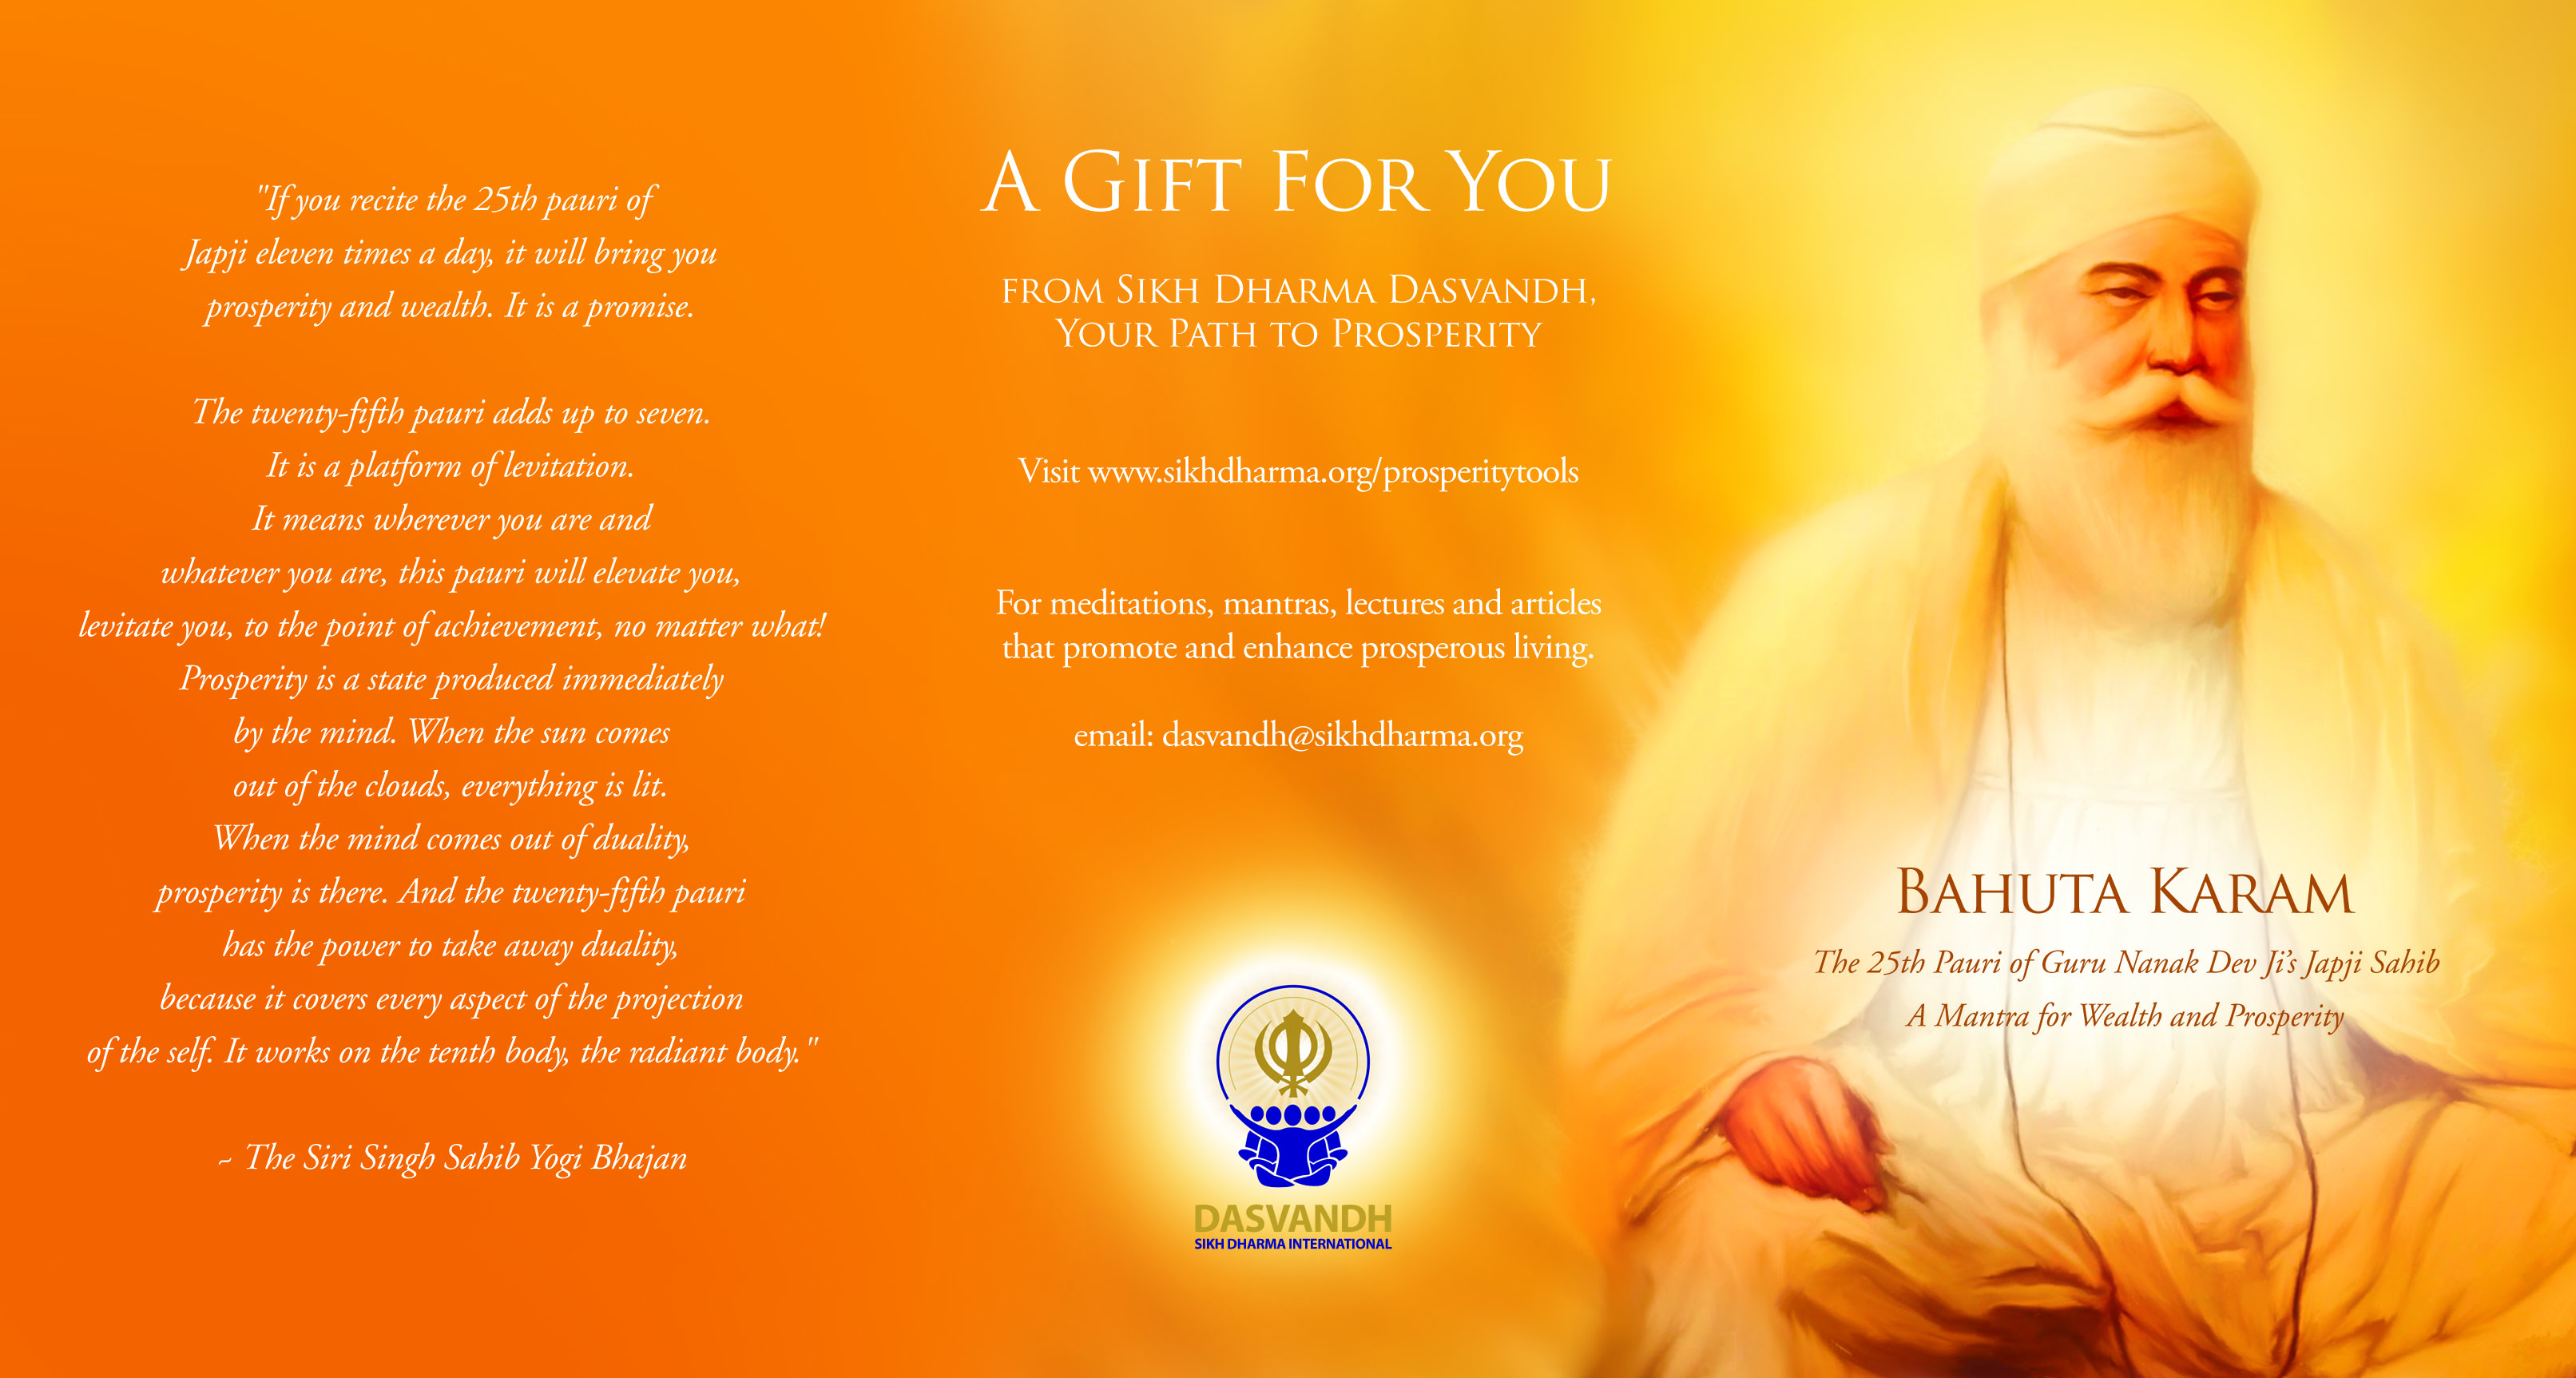 "If you recite the 25th pauri of
Japji eleven times a day, it will bring you
prosperity and wealth. It is a promise.
The twenty-fifth pauri adds up to seven.
It is a platform of levitation.
It means wherever you are and
whatever you are, this pauri will elevate you,
levitate you, to the point of achievement, no matter what!
Prosperity is a state produced immediately
by the mind. When the sun comes
out of the clouds, everything is lit.
When the mind comes out of duality,
prosperity is there. And the twenty-fifth pauri
has the power to take away duality,
because it covers every aspect of the projection
of the self. It works on the tenth body, the radiant body."
~ The Siri Singh Sahib Yogi Bhajan
A Gift For You
from Sikh Dharma Dasvandh,
Your Path to Prosperity
Visit www.sikhdharma.org/prosperitytools
For meditations, mantras, lectures and articles
that promote and enhance prosperous living.
email: dasvandh@sikhdharma.org
DASVANDH
SIKH DHARMA INTERNATIONAL
Bahuta Karam
The 25th Pauri of Guru Nanak Dev Ji's Japji Sahib
A Mantra for Wealth and Prosperity